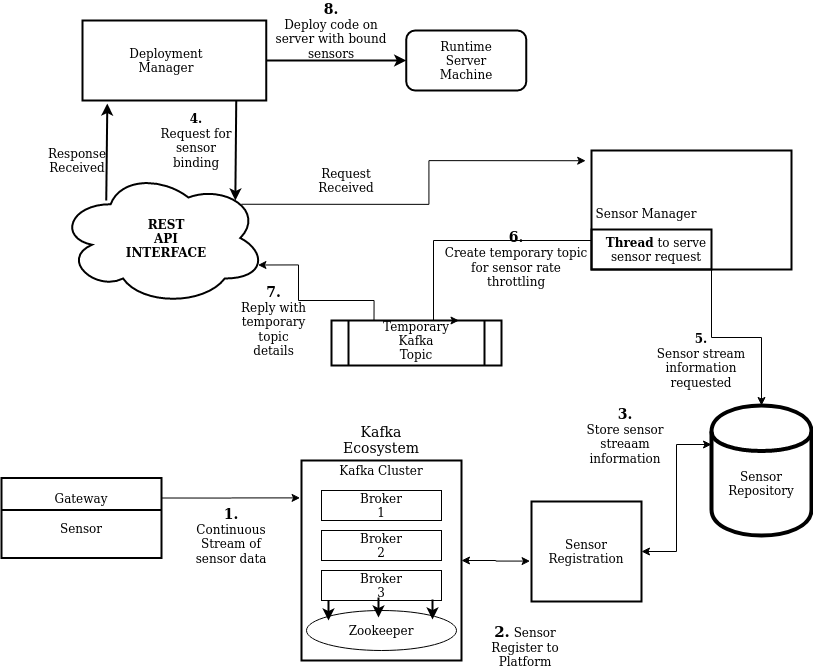 8.
Deploy code on
server with bound
sensors
Deployment
Manager
Runtime
Server
Machine
4.
Request for
sensor
binding
Response
Received
Request
Received
REST
API
INTERFACE
Sensor Manager
Thread to serve
sensor request
6.
Create temporary topic
for sensor rate
throttling
7.
Reply with
temporary
topic
details
Temporary
Kafka
Topic
5.
Sensor stream
information
requested
3.
Store sensor
streaam
information
Sensor
Repository
Kafka
Ecosystem
Kafka Cluster
Broker
1
Broker
2
Broker
3
Zookeeper
Gateway
Sensor
1.
Continuous
Stream of
sensor data
Sensor
Registration
2. Sensor
Register to
Platform